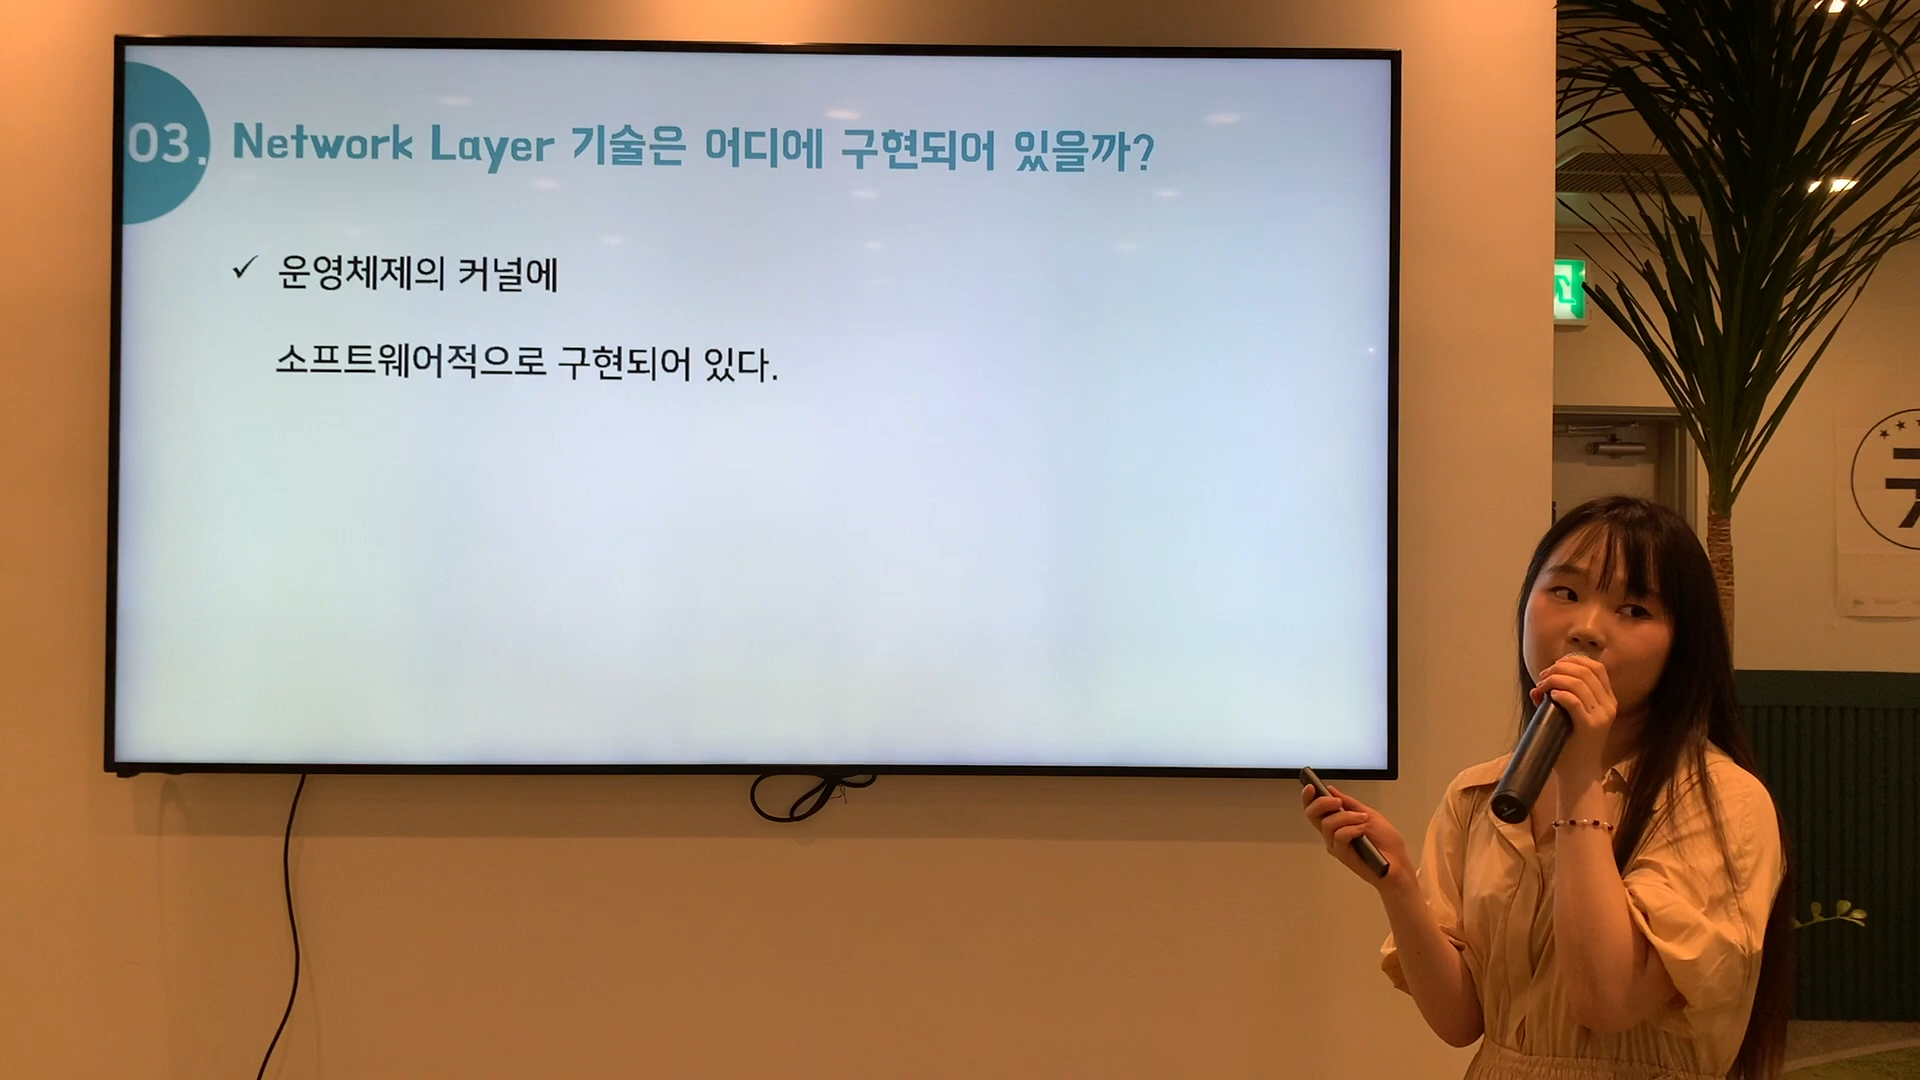 03. Network Layer 기술은 어디에 구현되어 있을까?
✓ 운영체제의 커널에
소프트웨어적으로 구현되어 있다.